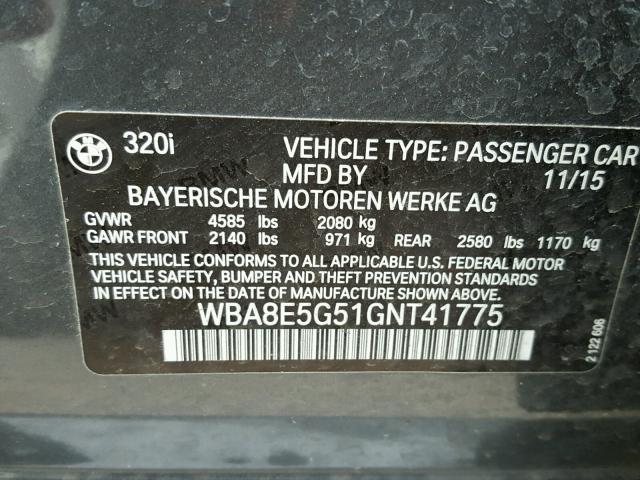 320i VEHICLE TYPE: PASSENGER CAR
MFD BY 11/15
BAYERISCHE MOTOREN WERKE AG
GVWR 4585 lbs 2080 kg
GAWR FRONT 2140 lbs 971 kg REAR 2580 lbs 1170 kg
THIS VEHICLE CONFORMS TO ALL APPLICABLE U.S. FEDERAL MOTOR
VEHICLE SAFETY, BUMPER AND THEFT PREVENTION STANDARDS
IN EFFECT ON THE DATE OF MANUFACTURE SHOWN ABOVE.
WBA8E5G51GNT41775
2 122 606